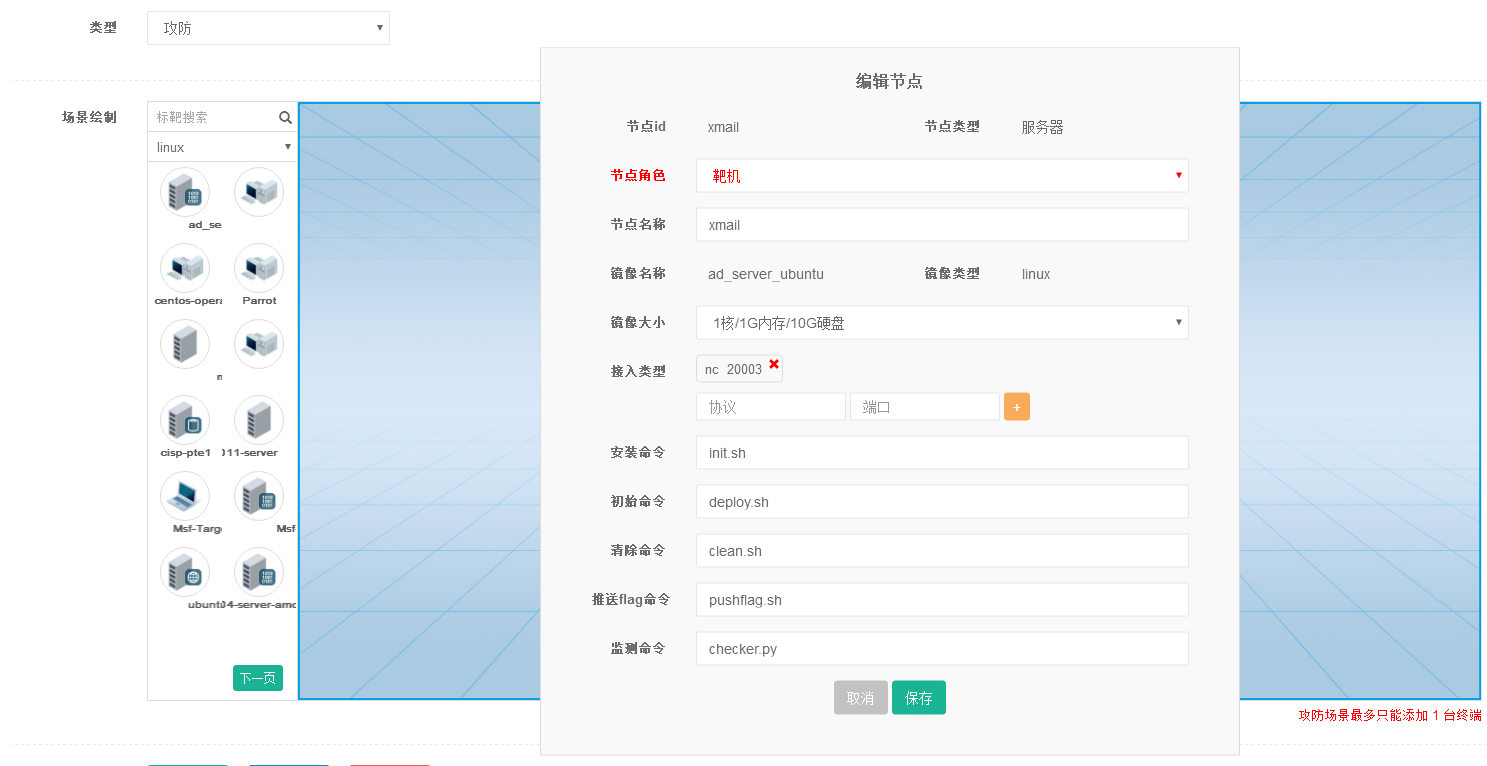 类型
攻防
场景绘制
标靶搜索
linux
ad_se
centos-opera
Parrot
cisp-pte1
011-server
Msf-Targ
Msf
ubuntu
04-server-amd
下一页
编辑节点
节点id xmail 节点类型 服务器
节点角色 靶机
节点名称 xmail
镜像名称 ad_server_ubuntu 镜像类型 linux
镜像大小 1核/1G内存/10G硬盘
接入类型 nc 20003
协议 端口 +
安装命令 init.sh
初始命令 deploy.sh
清除命令 clean.sh
推送flag命令 pushflag.sh
监测命令 checker.py
取消 保存
攻防场景最多只能添加 1 台终端